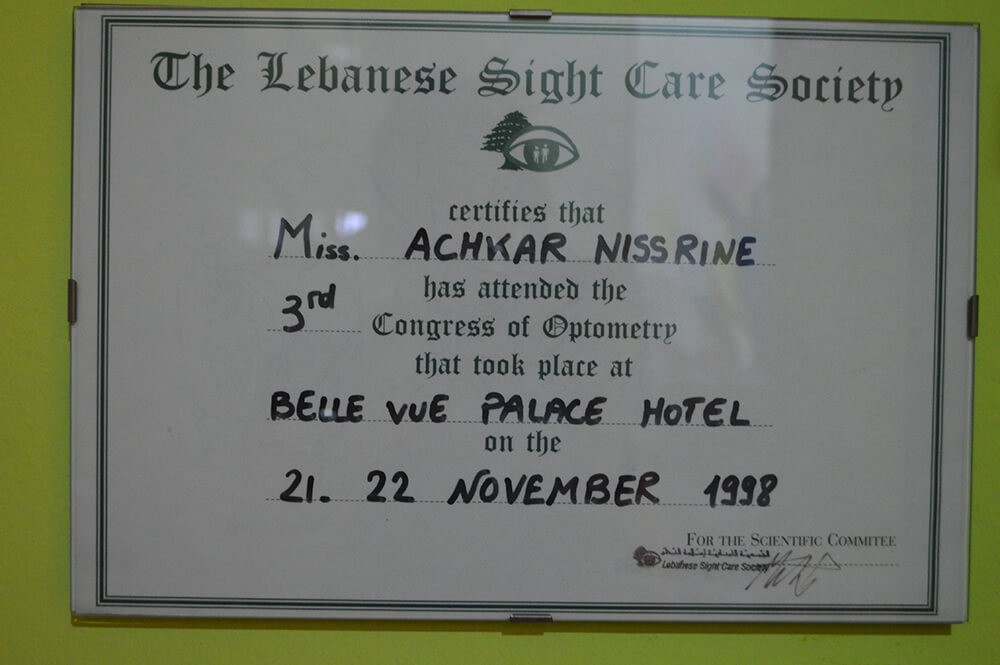 The Lebanese Sight Care Society
certifies that
Miss. ACHKAR NISSRINE
has attended the
3rd Congress of Optometry
that took place at
BELLE VUE PALACE HOTEL
on the
21. 22 NOVEMBER 1998
FOR THE SCIENTIFIC COMMITEE
Lebanese Sight Care Society